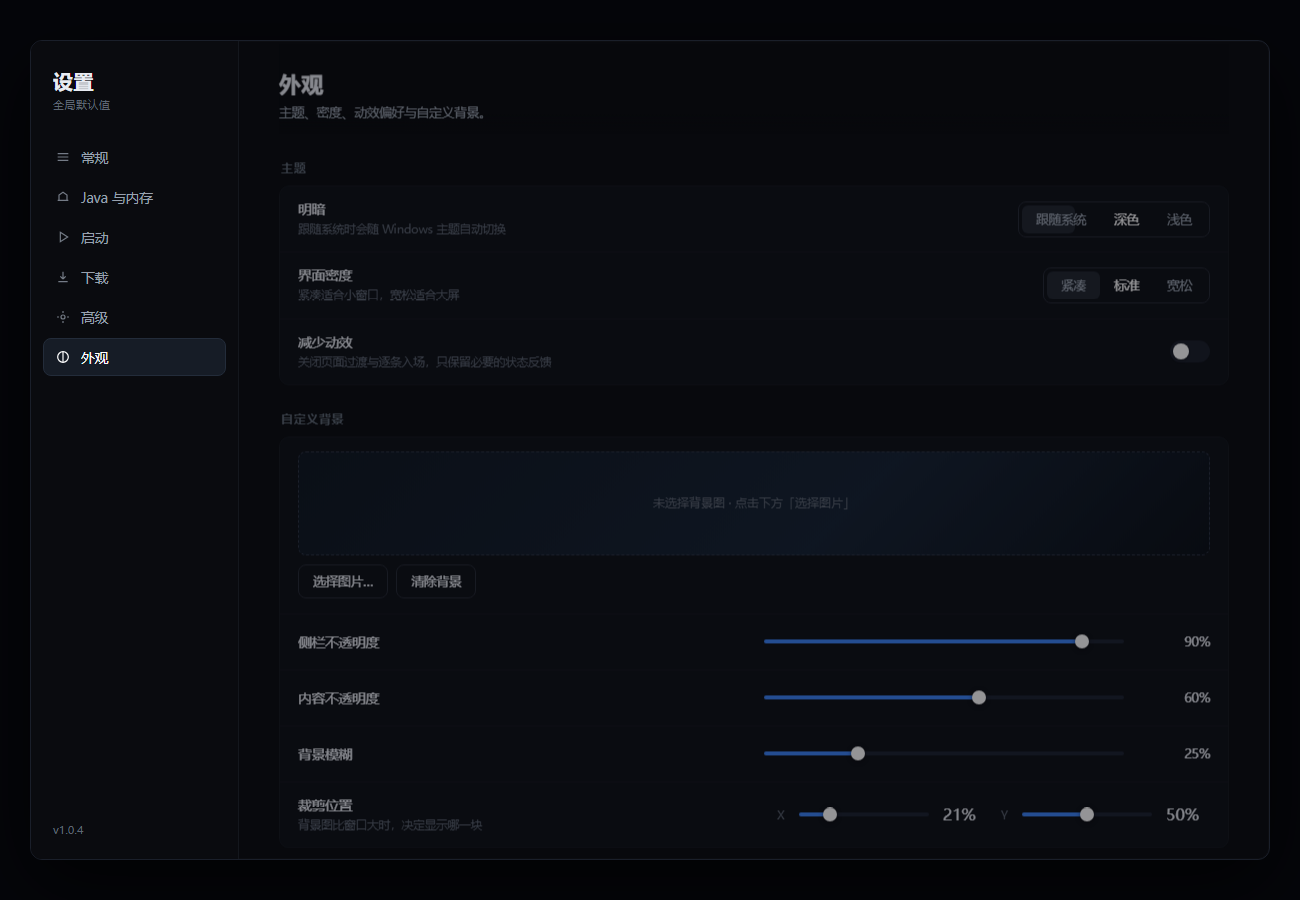 设置
全局默认值
常规
Java 与内存
启动
下载
高级
外观
v1.0.4
外观
主题、密度、动效偏好与自定义背景。
主题
明暗
跟随系统时会随 Windows 主题自动切换
跟随系统 深色 浅色
界面密度
紧凑适合小窗口，宽松适合大屏
紧凑 标准 宽松
减少动效
关闭页面过渡与逐条入场，只保留必要的状态反馈
自定义背景
未选择背景图 · 点击下方「选择图片」
选择图片... 清除背景
侧栏不透明度 90%
内容不透明度 60%
背景模糊 25%
裁剪位置
背景图比窗口大时，决定显示哪一块
X 21% Y 50%